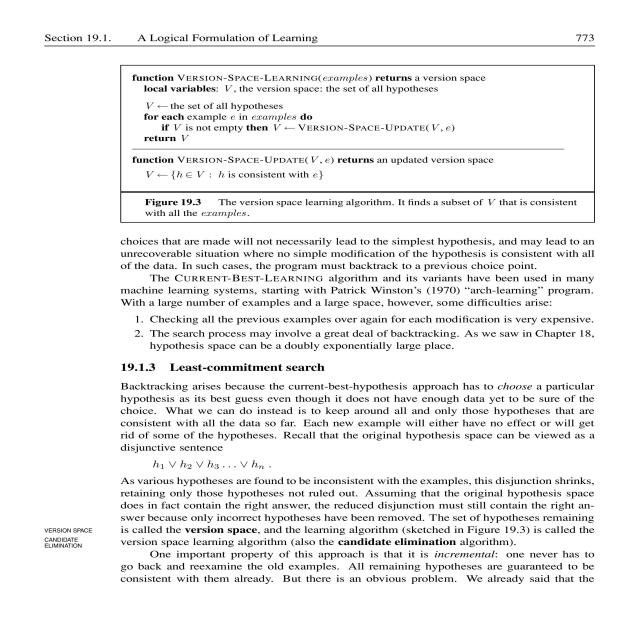 Section 19.1. A Logical Formulation of Learning 773
function VERSION-SPACE-LEARNING(examples) returns a version space
local variables: V, the version space: the set of all hypotheses
V ← the set of all hypotheses
for each example e in examples do
if V is not empty then V ← VERSION-SPACE-UPDATE(V, e)
return V
function VERSION-SPACE-UPDATE(V, e) returns an updated version space
V ← {h ∈ V : h is consistent with e}
Figure 19.3 The version space learning algorithm. It finds a subset of V that is consistent
with all the examples.
choices that are made will not necessarily lead to the simplest hypothesis, and may lead to an
unrecoverable situation where no simple modification of the hypothesis is consistent with all
of the data. In such cases, the program must backtrack to a previous choice point.
The CURRENT-BEST-LEARNING algorithm and its variants have been used in many
machine learning systems, starting with Patrick Winston's (1970) "arch-learning" program.
With a large number of examples and a large space, however, some difficulties arise:
1. Checking all the previous examples over again for each modification is very expensive.
2. The search process may involve a great deal of backtracking. As we saw in Chapter 18,
hypothesis space can be a doubly exponentially large place.
19.1.3 Least-commitment search
Backtracking arises because the current-best-hypothesis approach has to choose a particular
hypothesis as its best guess even though it does not have enough data yet to be sure of the
choice. What we can do instead is to keep around all and only those hypotheses that are
consistent with all the data so far. Each new example will either have no effect or will get
rid of some of the hypotheses. Recall that the original hypothesis space can be viewed as a
disjunctive sentence
h1 ∨ h2 ∨ h3 . . . ∨ hn .
As various hypotheses are found to be inconsistent with the examples, this disjunction shrinks,
retaining only those hypotheses not ruled out. Assuming that the original hypothesis space
does in fact contain the right answer, the reduced disjunction must still contain the right an-
swer because only incorrect hypotheses have been removed. The set of hypotheses remaining
VERSION SPACE
is called the version space, and the learning algorithm (sketched in Figure 19.3) is called the
CANDIDATE
ELIMINATION
version space learning algorithm (also the candidate elimination algorithm).
One important property of this approach is that it is incremental: one never has to
go back and reexamine the old examples. All remaining hypotheses are guaranteed to be
consistent with them already. But there is an obvious problem. We already said that the